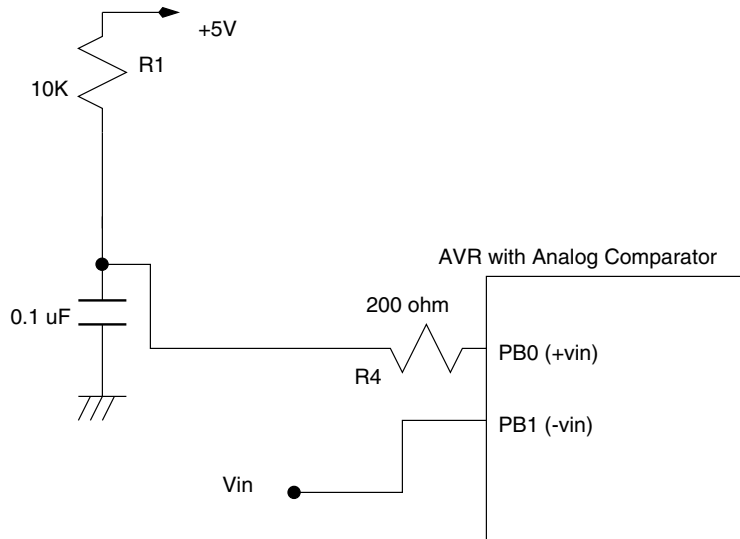 +5V
R1
10K
AVR with Analog Comparator
0.1 uF
200 ohm
PB0 (+vin)
R4
PB1 (-vin)
Vin